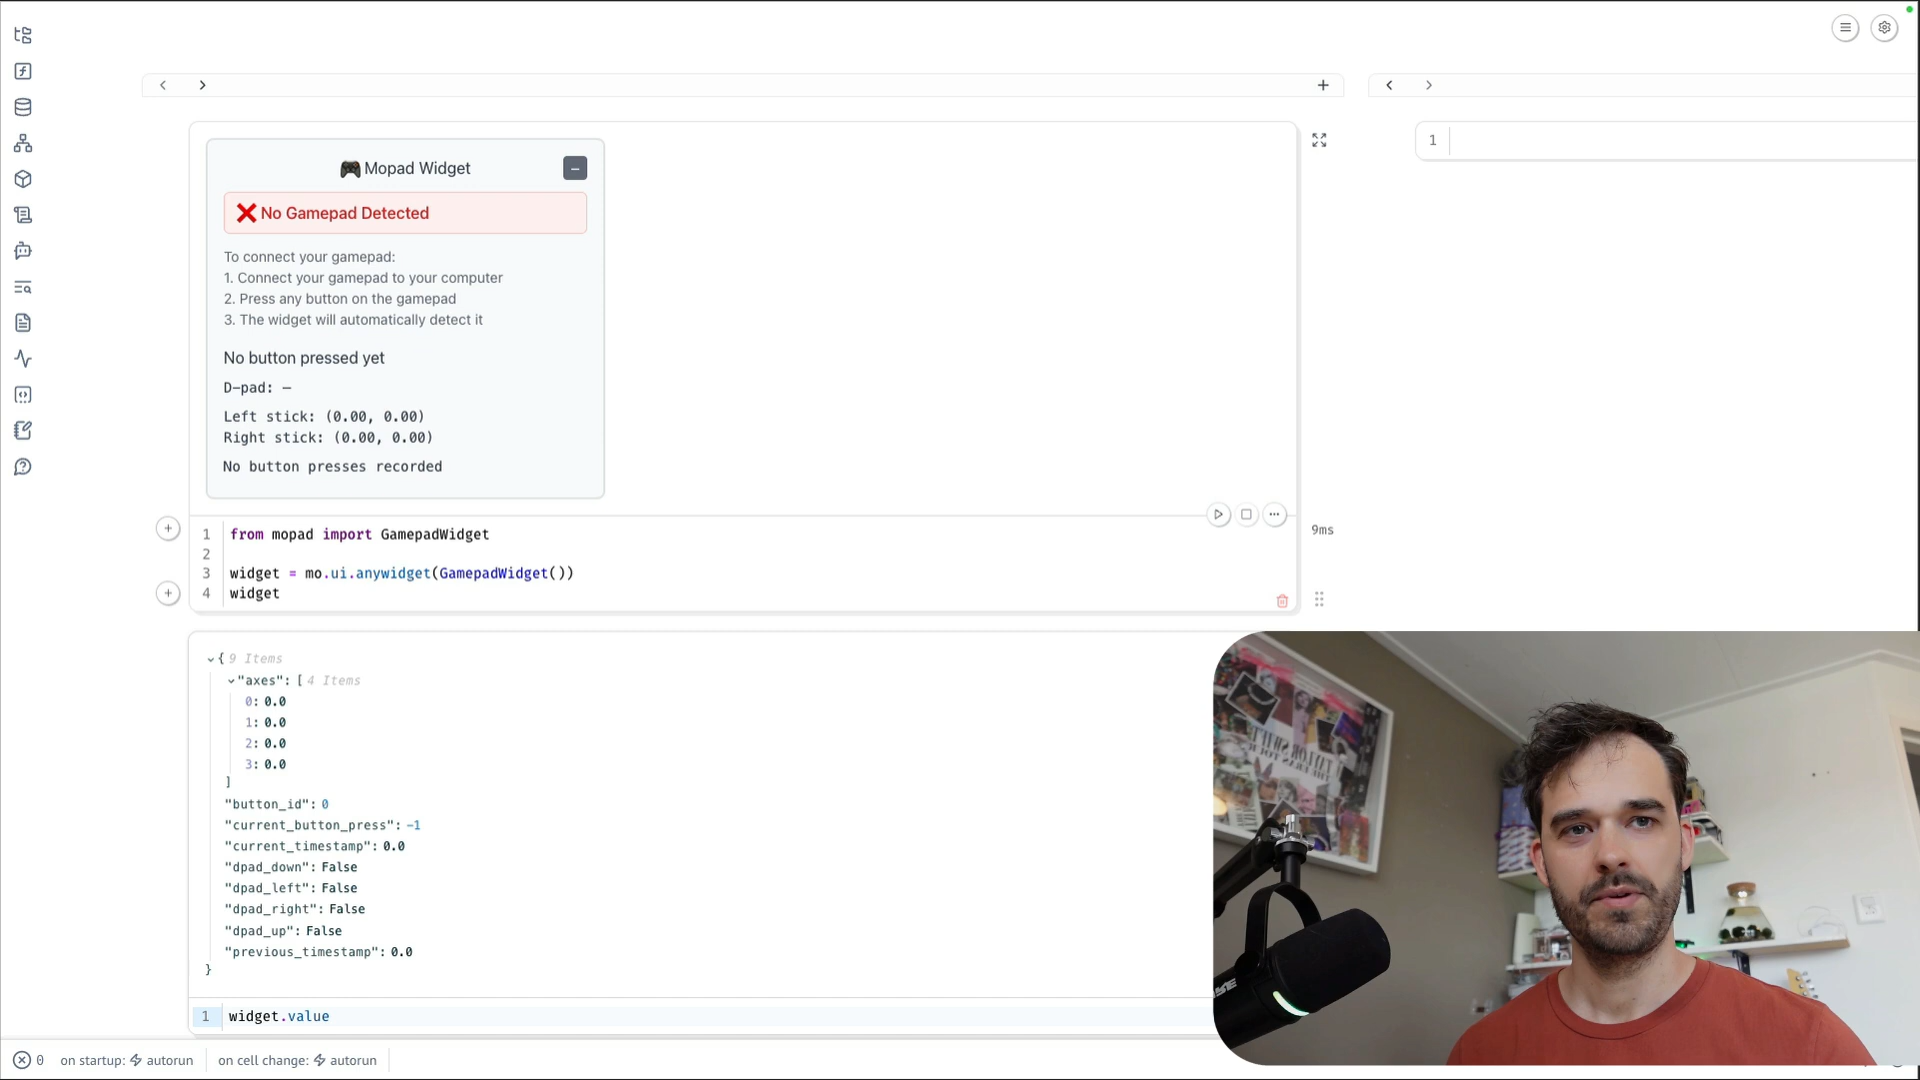 Mopad Widget
–
No Gamepad Detected
To connect your gamepad:
1. Connect your gamepad to your computer
2. Press any button on the gamepad
3. The widget will automatically detect it
No button pressed yet
D-pad: —
Left stick: (0.00, 0.00)
Right stick: (0.00, 0.00)
No button presses recorded
1 from mopad import GamepadWidget
2
3 widget = mo.ui.anywidget(GamepadWidget())
4 widget
9ms
1
{ 9 Items
"axes": [ 4 Items
0: 0.0
1: 0.0
2: 0.0
3: 0.0
]
"button_id": 0
"current_button_press": -1
"current_timestamp": 0.0
"dpad_down": False
"dpad_left": False
"dpad_right": False
"dpad_up": False
"previous_timestamp": 0.0
}
1 widget.value
TAYLOR SWIFT
THE ERAS TOUR
0 on startup: autorun on cell change: autorun